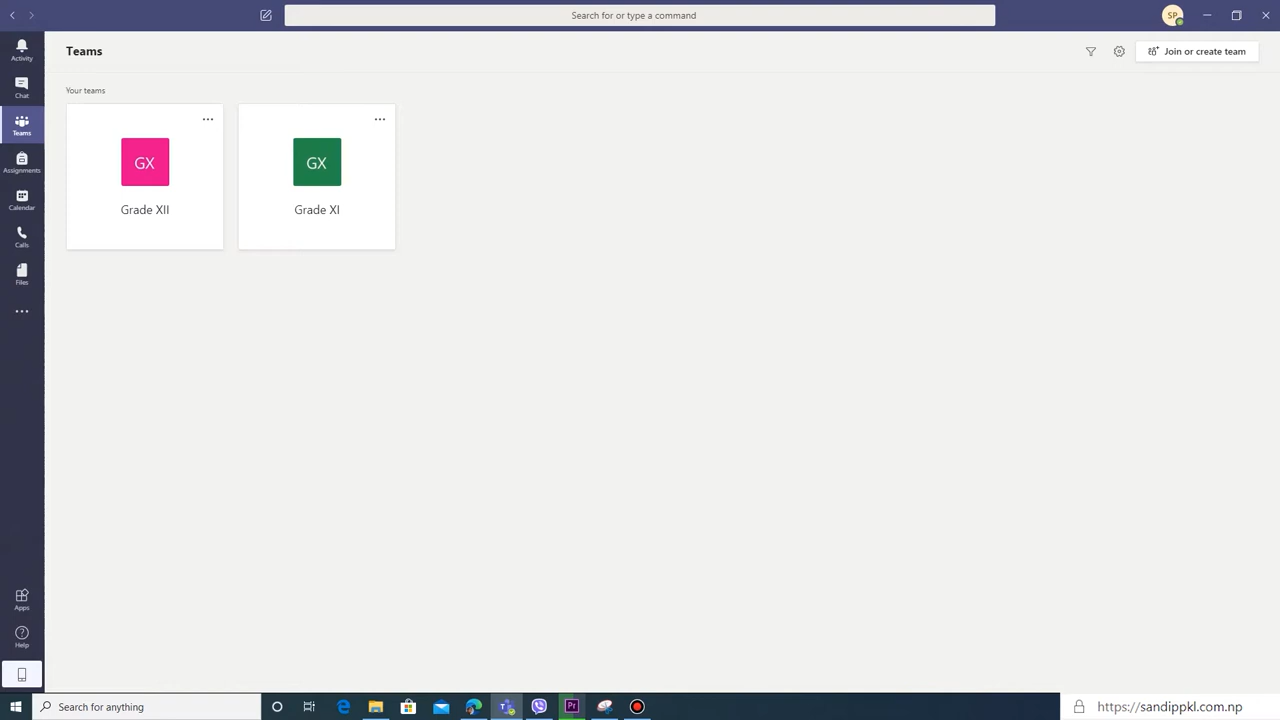 Search for or type a command
SP
Activity
Chat
Teams
Assignments
Calendar
Calls
Files
Apps
Help
Teams
Join or create team
Your teams
GX
Grade XII
GX
Grade XI
Search for anything
Pr
https://sandippkl.com.np